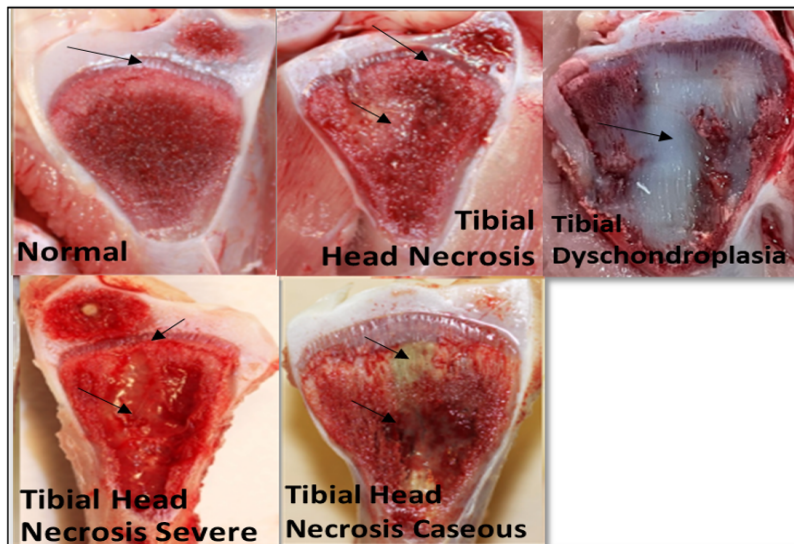 Normal
Tibial
Head Necrosis
Tibial
Dyschondroplasia
Tibial Head
Necrosis Severe
Tibial Head
Necrosis Caseous